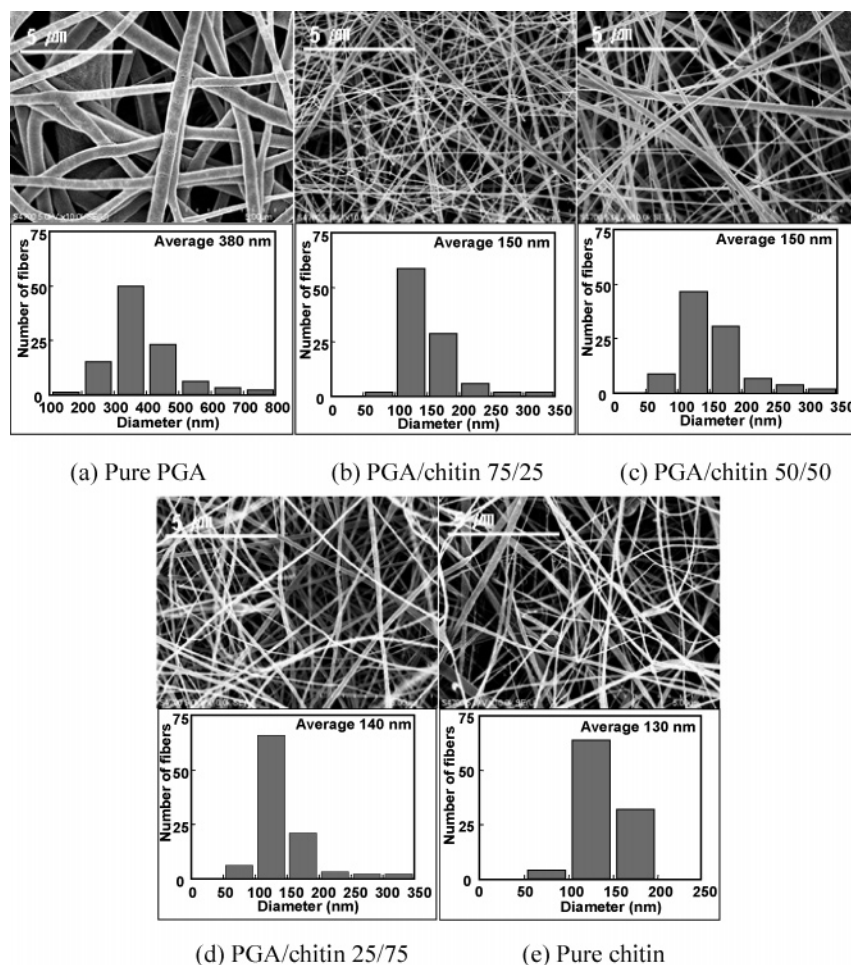 5 μm
5 μm
5 μm
75
50
25
0
Number of fibers
Average 380 nm
100 200 300 400 500 600 700 800
Diameter (nm)
75
50
25
0
Number of fibers
Average 150 nm
0 50 100 150 200 250 300 350
Diameter (nm)
75
50
25
0
Number of fibers
Average 150 nm
0 50 100 150 200 250 300 350
Diameter (nm)
(a) Pure PGA
(b) PGA/chitin 75/25
(c) PGA/chitin 50/50
5 μm
5 μm
75
50
25
0
Number of fibers
Average 140 nm
0 50 100 150 200 250 300 350
Diameter (nm)
75
50
25
0
Number of fibers
Average 130 nm
0 50 100 150 200 250
Diameter (nm)
(d) PGA/chitin 25/75
(e) Pure chitin